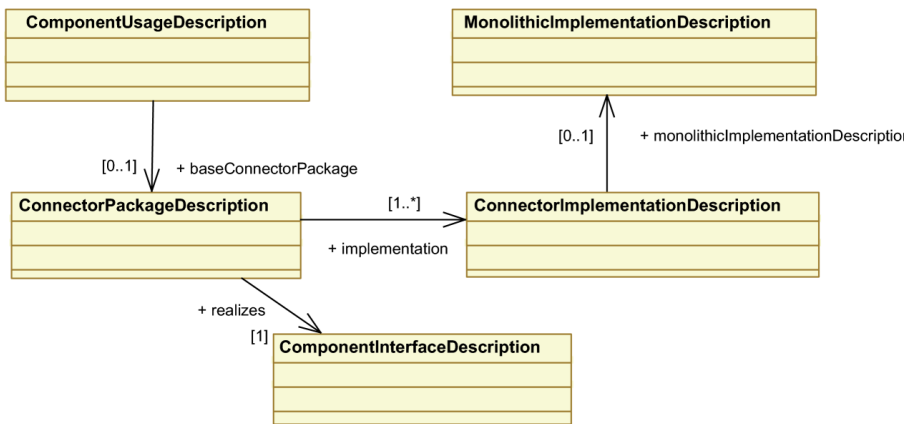 ComponentUsageDescription
MonolithicImplementationDescription
[0..1]
+ baseConnectorPackage
[0..1]
+ monolithicImplementationDescription
ConnectorPackageDescription
[1..*]
+ implementation
ConnectorImplementationDescription
+ realizes
[1]
ComponentInterfaceDescription